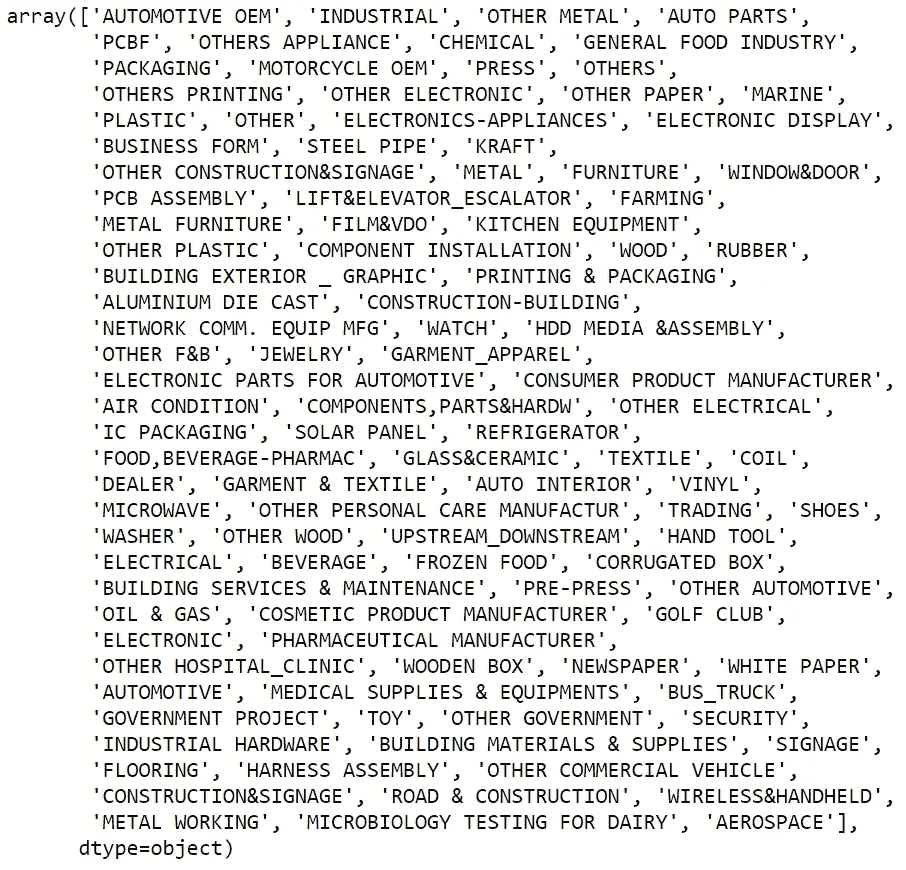 array(['AUTOMOTIVE OEM', 'INDUSTRIAL', 'OTHER METAL', 'AUTO PARTS',
'PCBF', 'OTHERS APPLIANCE', 'CHEMICAL', 'GENERAL FOOD INDUSTRY',
'PACKAGING', 'MOTORCYCLE OEM', 'PRESS', 'OTHERS',
'OTHERS PRINTING', 'OTHER ELECTRONIC', 'OTHER PAPER', 'MARINE',
'PLASTIC', 'OTHER', 'ELECTRONICS-APPLIANCES', 'ELECTRONIC DISPLAY',
'BUSINESS FORM', 'STEEL PIPE', 'KRAFT',
'OTHER CONSTRUCTION&SIGNAGE', 'METAL', 'FURNITURE', 'WINDOW&DOOR',
'PCB ASSEMBLY', 'LIFT&ELEVATOR_ESCALATOR', 'FARMING',
'METAL FURNITURE', 'FILM&VDO', 'KITCHEN EQUIPMENT',
'OTHER PLASTIC', 'COMPONENT INSTALLATION', 'WOOD', 'RUBBER',
'BUILDING EXTERIOR _ GRAPHIC', 'PRINTING & PACKAGING',
'ALUMINIUM DIE CAST', 'CONSTRUCTION-BUILDING',
'NETWORK COMM. EQUIP MFG', 'WATCH', 'HDD MEDIA &ASSEMBLY',
'OTHER F&B', 'JEWELRY', 'GARMENT_APPAREL',
'ELECTRONIC PARTS FOR AUTOMOTIVE', 'CONSUMER PRODUCT MANUFACTURER',
'AIR CONDITION', 'COMPONENTS,PARTS&HARDW', 'OTHER ELECTRICAL',
'IC PACKAGING', 'SOLAR PANEL', 'REFRIGERATOR',
'FOOD,BEVERAGE-PHARMAC', 'GLASS&CERAMIC', 'TEXTILE', 'COIL',
'DEALER', 'GARMENT & TEXTILE', 'AUTO INTERIOR', 'VINYL',
'MICROWAVE', 'OTHER PERSONAL CARE MANUFACTUR', 'TRADING', 'SHOES',
'WASHER', 'OTHER WOOD', 'UPSTREAM_DOWNSTREAM', 'HAND TOOL',
'ELECTRICAL', 'BEVERAGE', 'FROZEN FOOD', 'CORRUGATED BOX',
'BUILDING SERVICES & MAINTENANCE', 'PRE-PRESS', 'OTHER AUTOMOTIVE',
'OIL & GAS', 'COSMETIC PRODUCT MANUFACTURER', 'GOLF CLUB',
'ELECTRONIC', 'PHARMACEUTICAL MANUFACTURER',
'OTHER HOSPITAL_CLINIC', 'WOODEN BOX', 'NEWSPAPER', 'WHITE PAPER',
'AUTOMOTIVE', 'MEDICAL SUPPLIES & EQUIPMENTS', 'BUS_TRUCK',
'GOVERNMENT PROJECT', 'TOY', 'OTHER GOVERNMENT', 'SECURITY',
'INDUSTRIAL HARDWARE', 'BUILDING MATERIALS & SUPPLIES', 'SIGNAGE',
'FLOORING', 'HARNESS ASSEMBLY', 'OTHER COMMERCIAL VEHICLE',
'CONSTRUCTION&SIGNAGE', 'ROAD & CONSTRUCTION', 'WIRELESS&HANDHELD',
'METAL WORKING', 'MICROBIOLOGY TESTING FOR DAIRY', 'AEROSPACE'],
dtype=object)